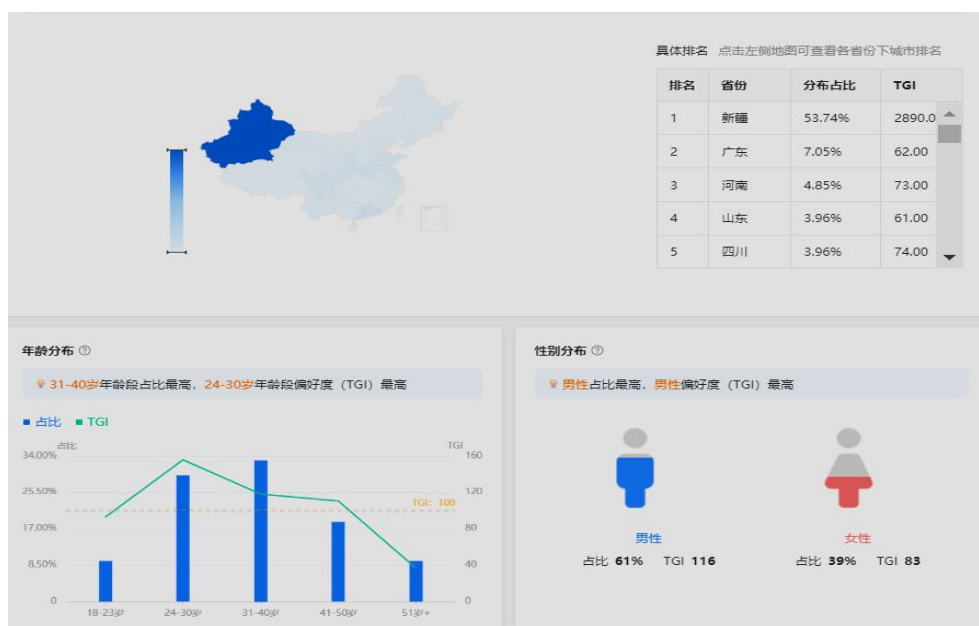 具体排名 点击左侧地图可查看各省份下城市排名
排名 省份 分布占比 TGI
1 新疆 53.74% 2890.0
2 广东 7.05% 62.00
3 河南 4.85% 73.00
4 山东 3.96% 61.00
5 四川 3.96% 74.00
年龄分布
31-40岁年龄段占比最高，24-30岁年龄段偏好度（TGI）最高
占比 TGI
占比 TGI
34.00% 160
25.50% 120
TGI: 100
17.00% 80
8.50% 40
0 0
18-23岁 24-30岁 31-40岁 41-50岁 51岁+
性别分布
男性占比最高，男性偏好度（TGI）最高
男性 女性
占比 61% TGI 116 占比 39% TGI 83